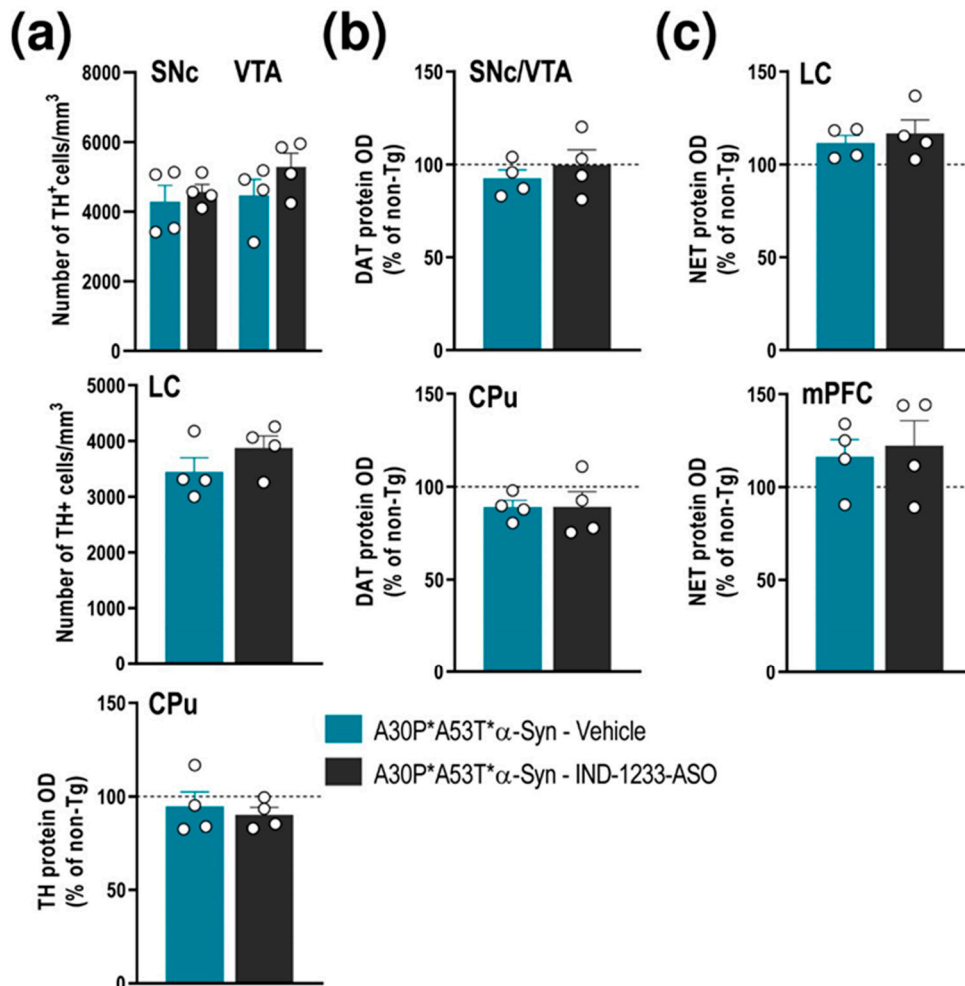 (a)
SNc VTA
Number of TH⁺cells/mm³
8000
6000
4000
2000
0
LC
Number of TH+ cells/mm³
5000
4000
3000
2000
1000
0
CPu
TH protein OD
(% of non-Tg)
150
100
50
0
(b)
SNc/VTA
DAT protein OD
(% of non-Tg)
150
100
50
0
CPu
DAT protein OD
(% of non-Tg)
150
100
50
0
(c)
LC
NET protein OD
(% of non-Tg)
150
100
50
0
mPFC
NET protein OD
(% of non-Tg)
150
100
50
0
A30P*A53T*α-Syn - Vehicle
A30P*A53T*α-Syn - IND-1233-ASO